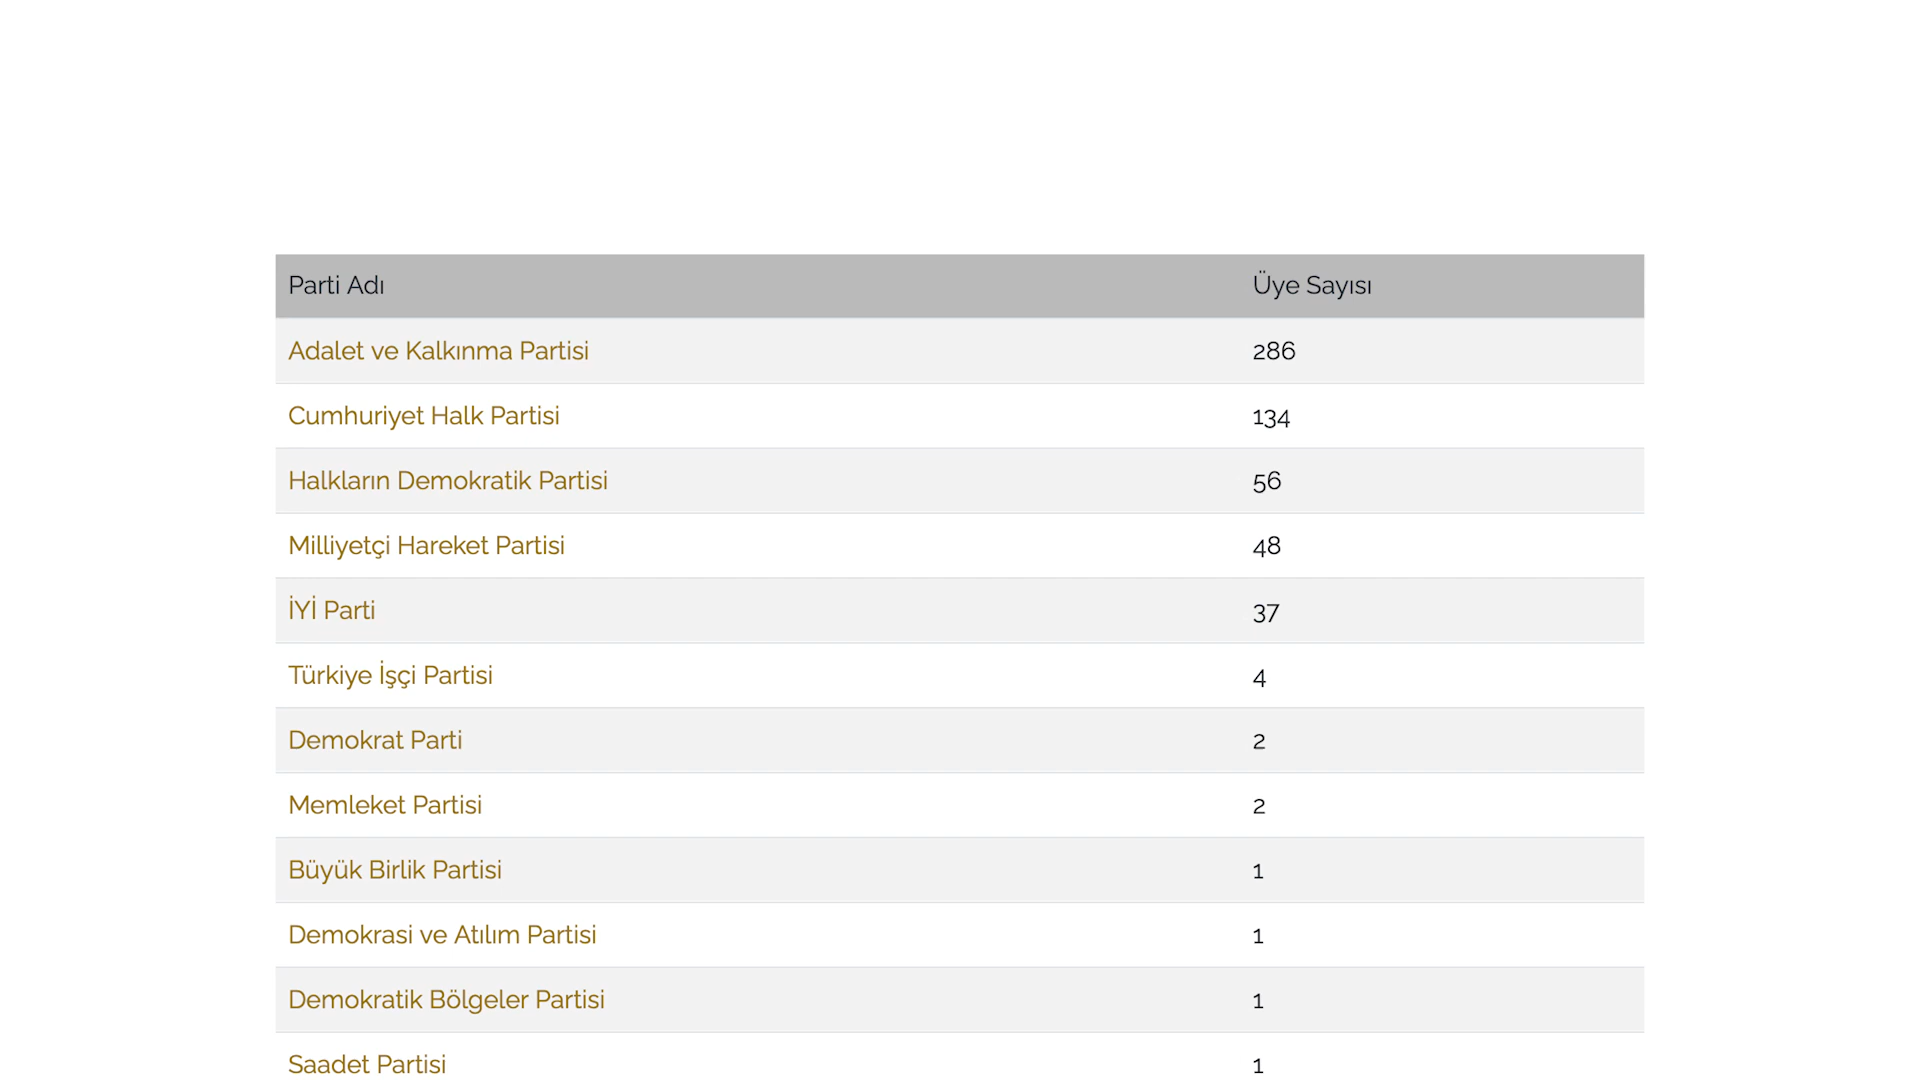 Parti Adı Üye Sayısı
Adalet ve Kalkınma Partisi 286
Cumhuriyet Halk Partisi 134
Halkların Demokratik Partisi 56
Milliyetçi Hareket Partisi 48
İYİ Parti 37
Türkiye İşçi Partisi 4
Demokrat Parti 2
Memleket Partisi 2
Büyük Birlik Partisi 1
Demokrasi ve Atılım Partisi 1
Demokratik Bölgeler Partisi 1
Saadet Partisi 1